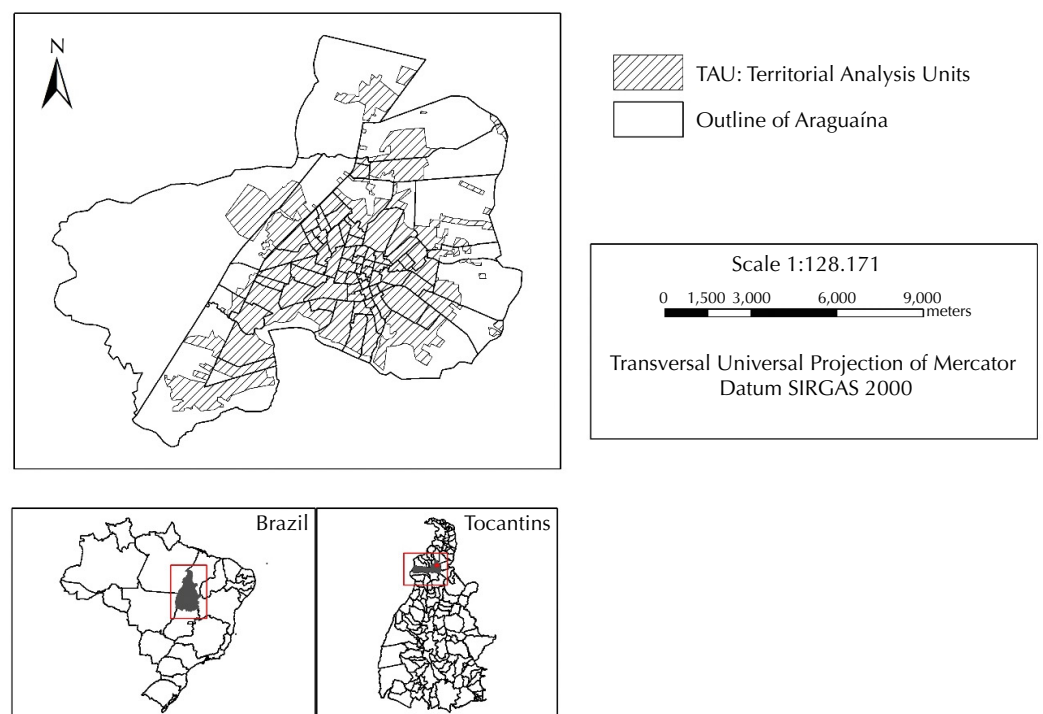 N
TAU: Territorial Analysis Units
Outline of Araguaína
Scale 1:128.171
0 1,500 3,000 6,000 9,000
meters
Transversal Universal Projection of Mercator
Datum SIRGAS 2000
Brazil
Tocantins